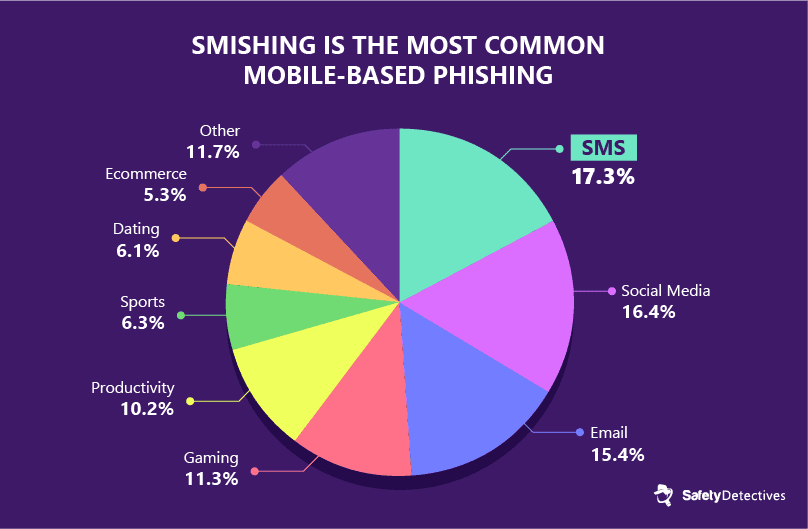 SMISHING IS THE MOST COMMON
MOBILE-BASED PHISHING
SMS
17.3%
Social Media
16.4%
Email
15.4%
Gaming
11.3%
Productivity
10.2%
Sports
6.3%
Dating
6.1%
Ecommerce
5.3%
Other
11.7%
SafetyDetectives